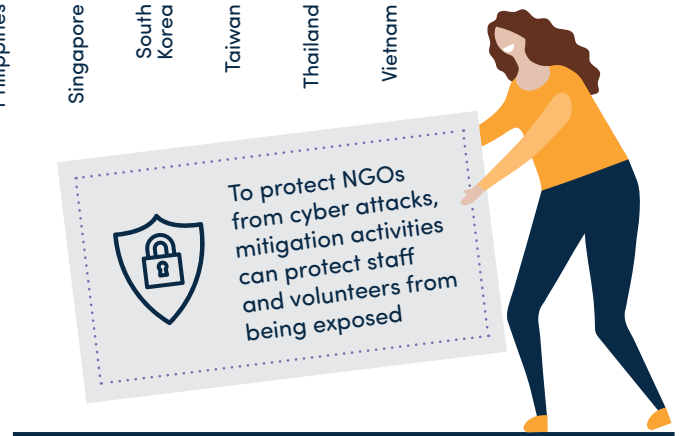 Philippines
Singapore
South
Korea
Taiwan
Thailand
Vietnam
To protect NGOs
from cyber attacks,
mitigation activities
can protect staff
and volunteers from
being exposed